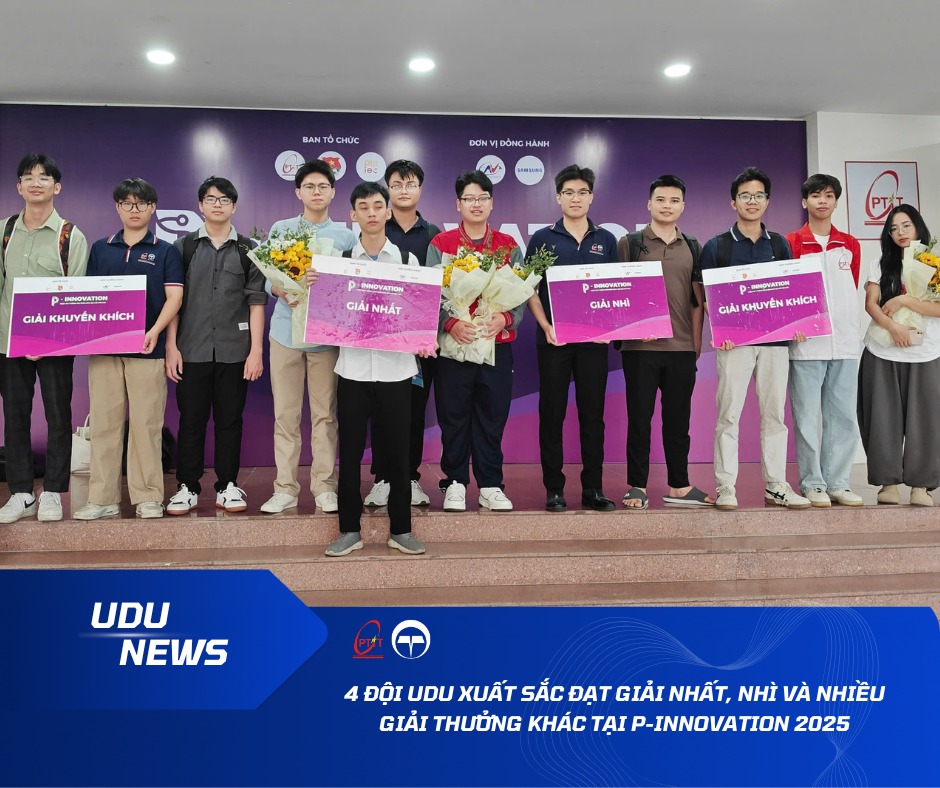 BAN TỔ CHỨC
ĐƠN VỊ ĐỒNG HÀNH
PTIT
SAMSUNG
P-INNOVATION
GIẢI KHUYẾN KHÍCH
P-INNOVATION
GIẢI NHẤT
P-INNOVATION
GIẢI NHÌ
P-INNOVATION
GIẢI KHUYẾN KHÍCH
UDU
NEWS
PTIT
4 ĐỘI UDU XUẤT SẮC ĐẠT GIẢI NHẤT, NHÌ VÀ NHIỀU
GIẢI THƯỞNG KHÁC TẠI P-INNOVATION 2025